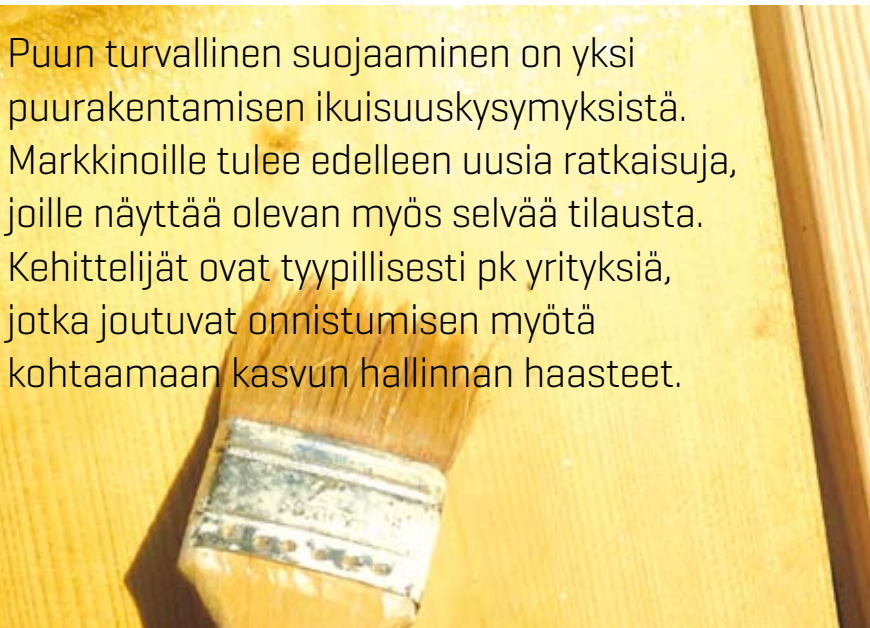 Puun turvallinen suojaaminen on yksi
puurakentamisen ikuisuuskysymyksistä.
Markkinoille tulee edelleen uusia ratkaisuja,
joille näyttää olevan myös selvää tilausta.
Kehittelijät ovat tyypillisesti pk yrityksiä,
jotka joutuvat onnistumisen myötä
kohtaamaan kasvun hallinnan haasteet.